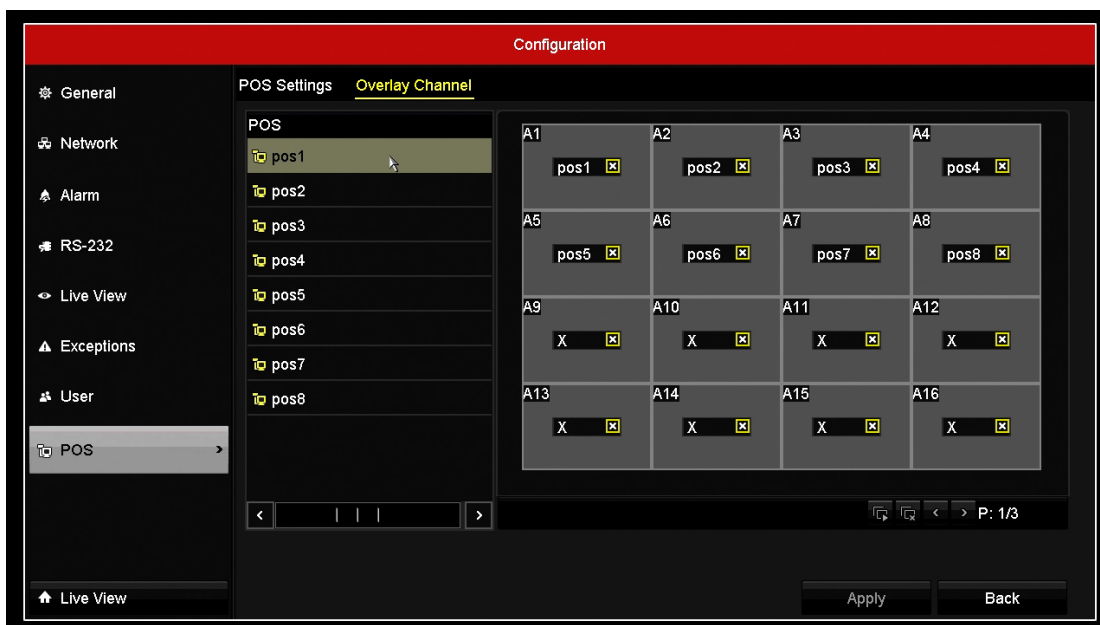 Configuration
General
Network
Alarm
RS-232
Live View
Exceptions
User
POS
Live View
POS Settings Overlay Channel
POS
pos1
pos2
pos3
pos4
pos5
pos6
pos7
pos8
A1 A2 A3 A4
pos1 pos2 pos3 pos4
A5 A6 A7 A8
pos5 pos6 pos7 pos8
A9 A10 A11 A12
X X X X
A13 A14 A15 A16
X X X X
P: 1/3
Apply Back